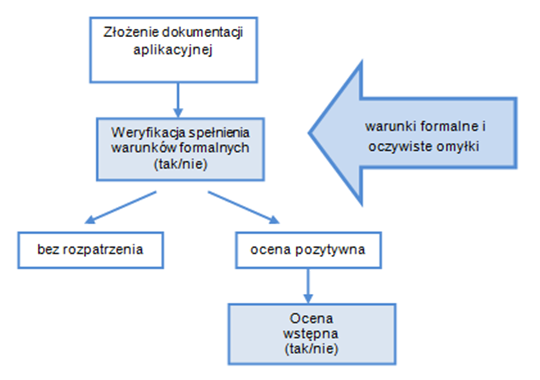 Złożenie dokumentacji
aplikacyjnej
Weryfikacja spełnienia
warunków formalnych
(tak/nie)
warunki formalne i
oczywiste omyłki
bez rozpatrzenia
ocena pozytywna
Ocena
wstępna
(tak/nie)